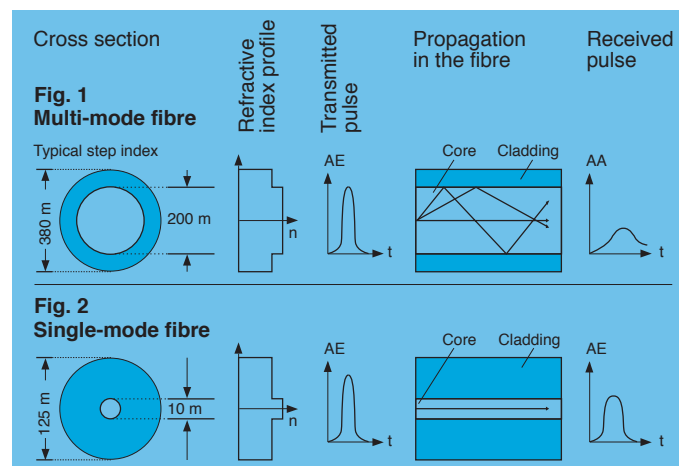 Cross section
Refractive
index profile
Transmitted
pulse
Propagation
in the fibre
Received
pulse
Fig. 1
Multi-mode fibre
Typical step index
380 m
200 m
n
AE
t
Core
Cladding
AA
t
Fig. 2
Single-mode fibre
125 m
10 m
n
AE
t
Core
Cladding
AE
t